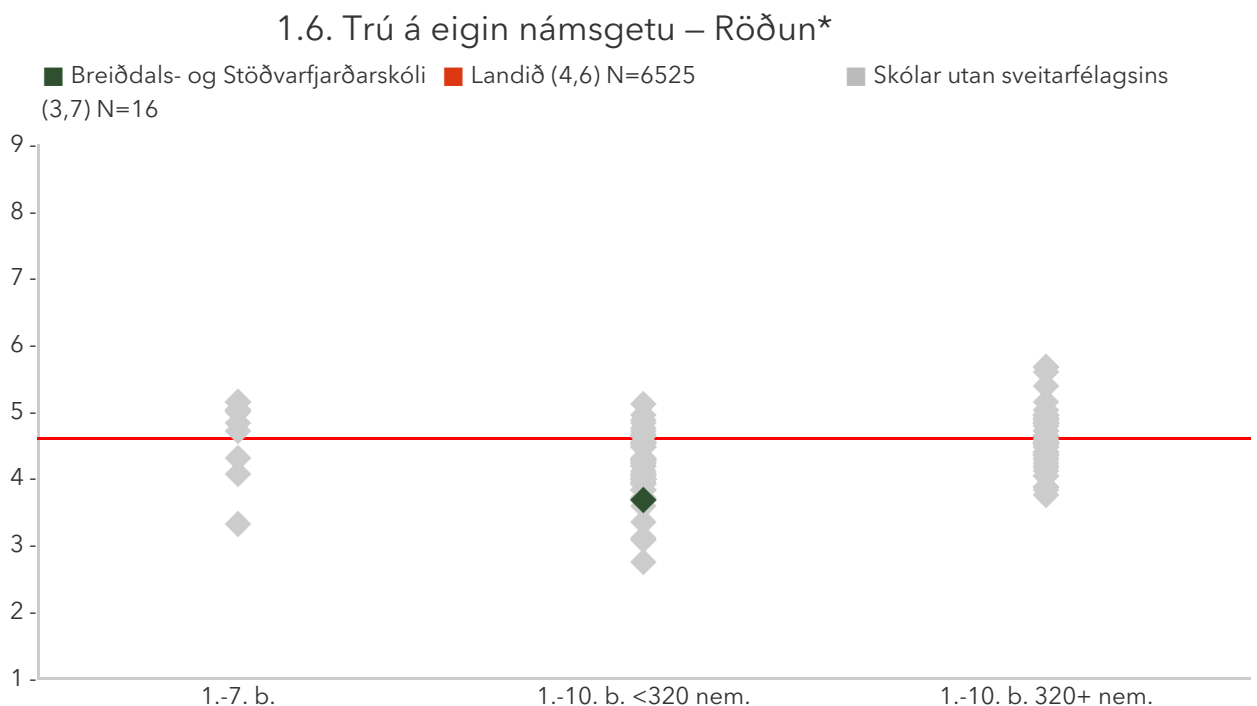 1.6. Trú á eigin námsgetu – Röðun*
Breiðdals- og Stöðvarfjarðarskóli Landið (4,6) N=6525 Skólar utan sveitarfélagsins
(3,7) N=16
9 -
8 -
7 -
6 -
5 -
4 -
3 -
2 -
1 -
1.-7. b. 1.-10. b. <320 nem. 1.-10. b. 320+ nem.